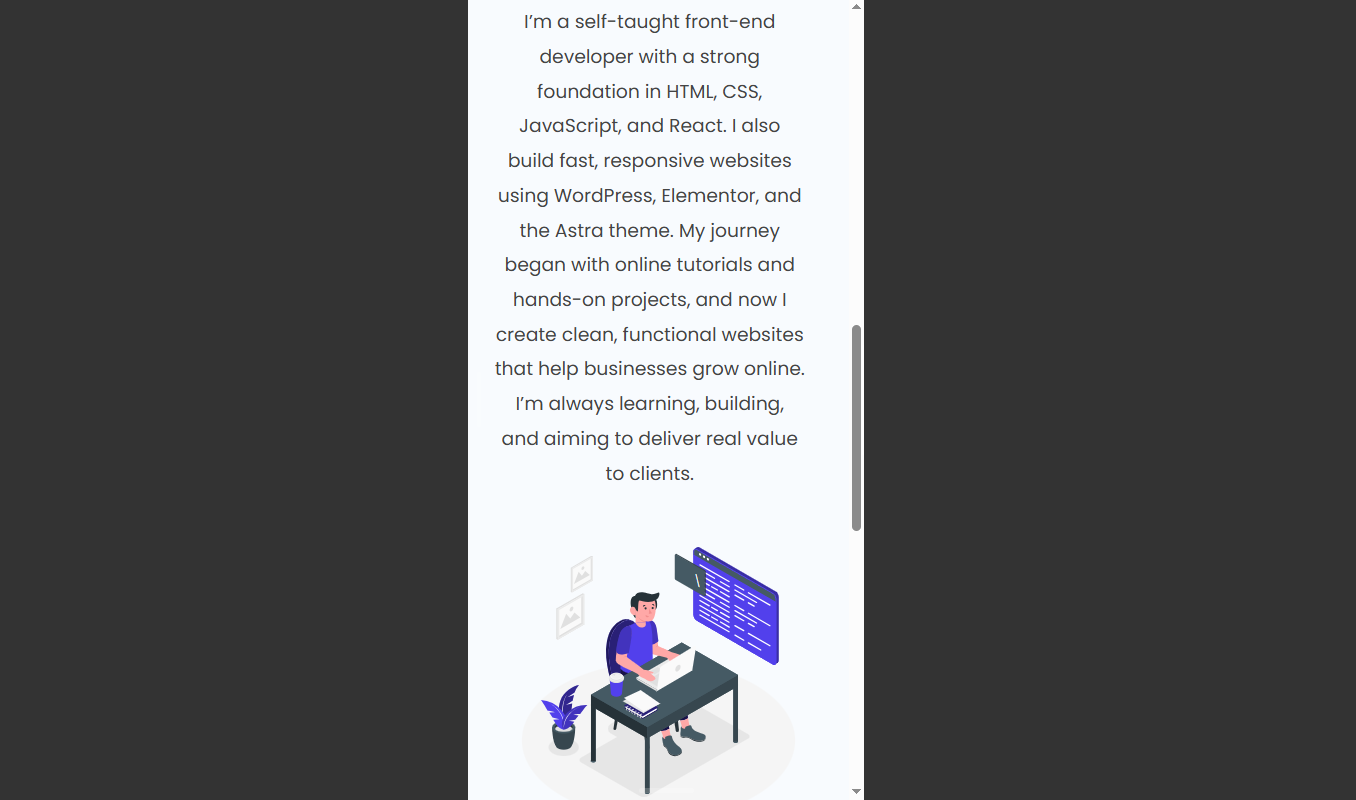 I’m a self-taught front-end
developer with a strong
foundation in HTML, CSS,
JavaScript, and React. I also
build fast, responsive websites
using WordPress, Elementor, and
the Astra theme. My journey
began with online tutorials and
hands-on projects, and now I
create clean, functional websites
that help businesses grow online.
I’m always learning, building,
and aiming to deliver real value
to clients.